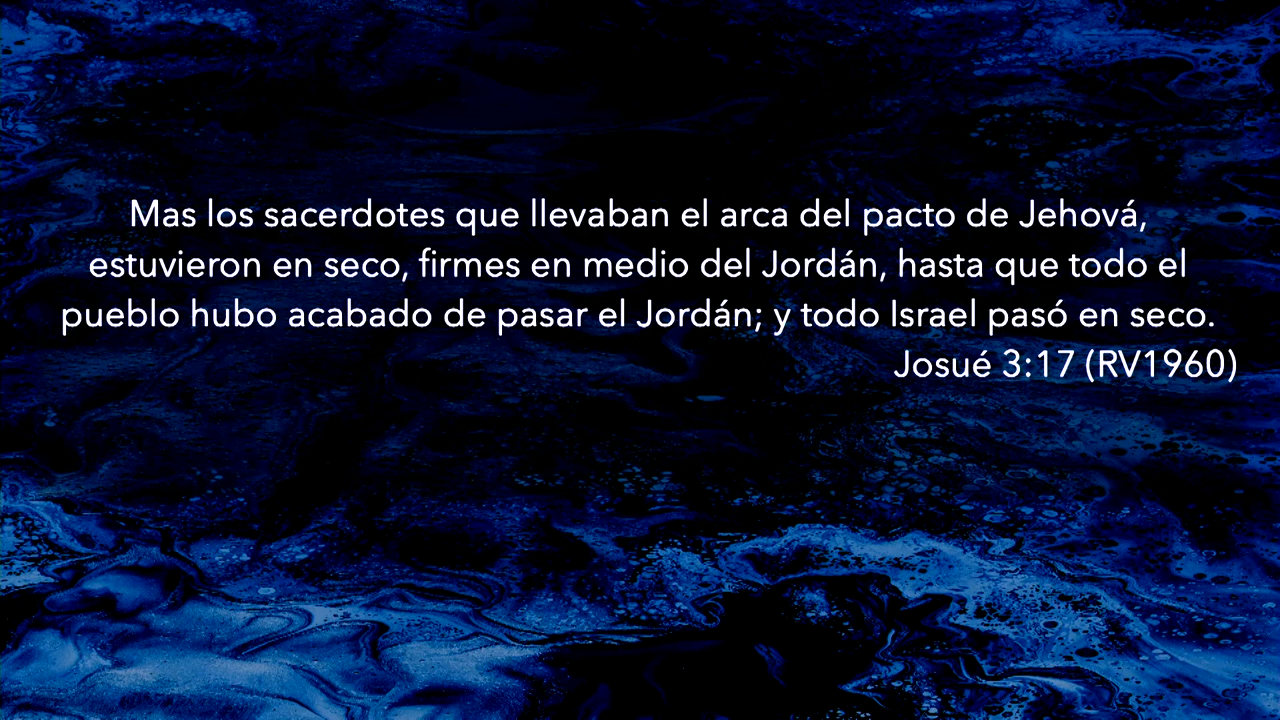 Mas los sacerdotes que llevaban el arca del pacto de Jehová,
estuvieron en seco, firmes en medio del Jordán, hasta que todo el
pueblo hubo acabado de pasar el Jordán; y todo Israel pasó en seco.
Josué 3:17 (RV1960)